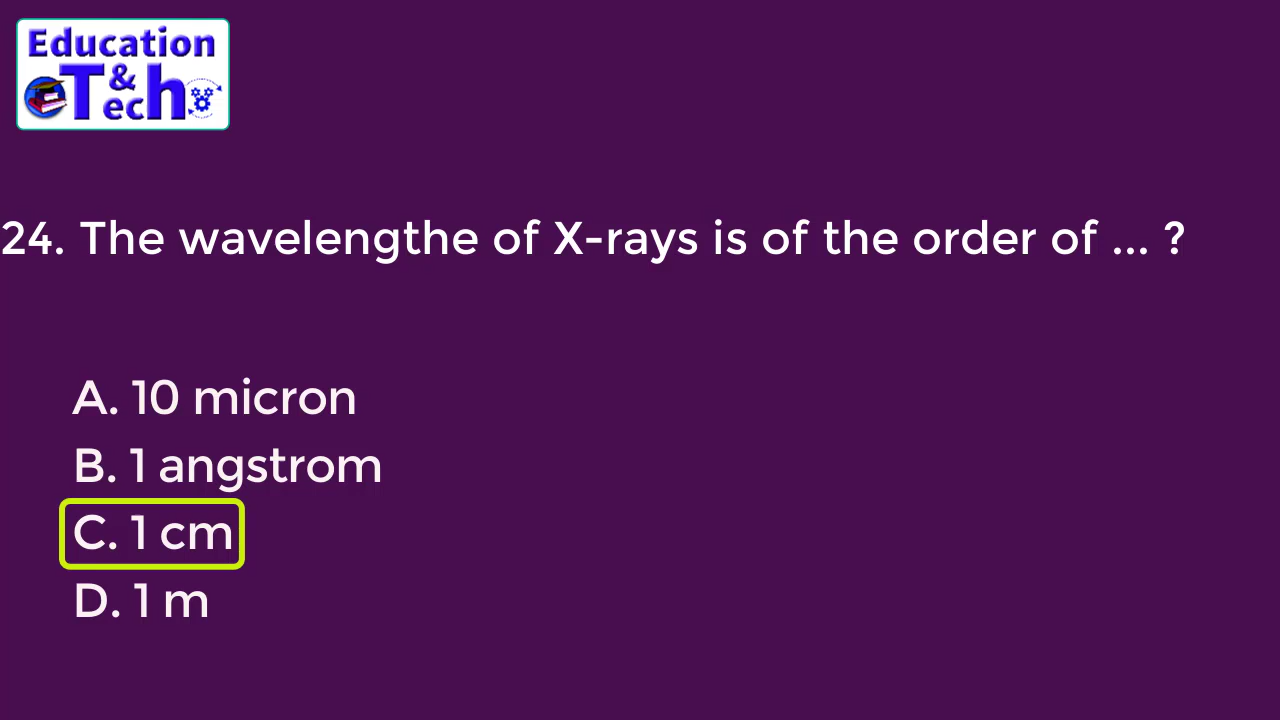 Education
&
Tech
24. The wavelengthe of X-rays is of the order of ... ?
A. 10 micron
B. 1 angstrom
C. 1 cm
D. 1 m